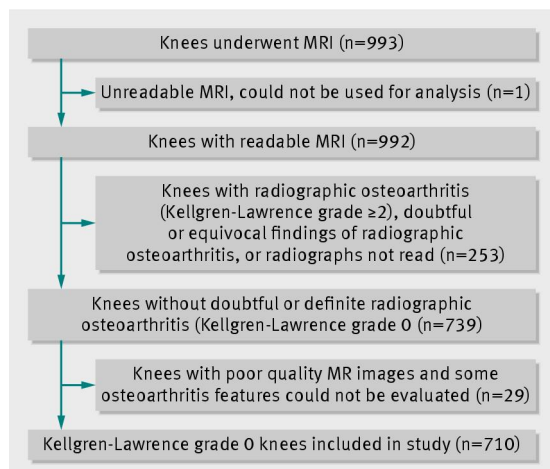 Knees underwent MRI (n=993)
Unreadable MRI, could not be used for analysis (n=1)
Knees with readable MRI (n=992)
Knees with radiographic osteoarthritis
(Kellgren-Lawrence grade ≥2), doubtful
or equivocal findings of radiographic
osteoarthritis, or radiographs not read (n=253)
Knees without doubtful or definite radiographic
osteoarthritis (Kellgren-Lawrence grade 0 (n=739)
Knees with poor quality MR images and some
osteoarthritis features could not be evaluated (n=29)
Kellgren-Lawrence grade 0 knees included in study (n=710)